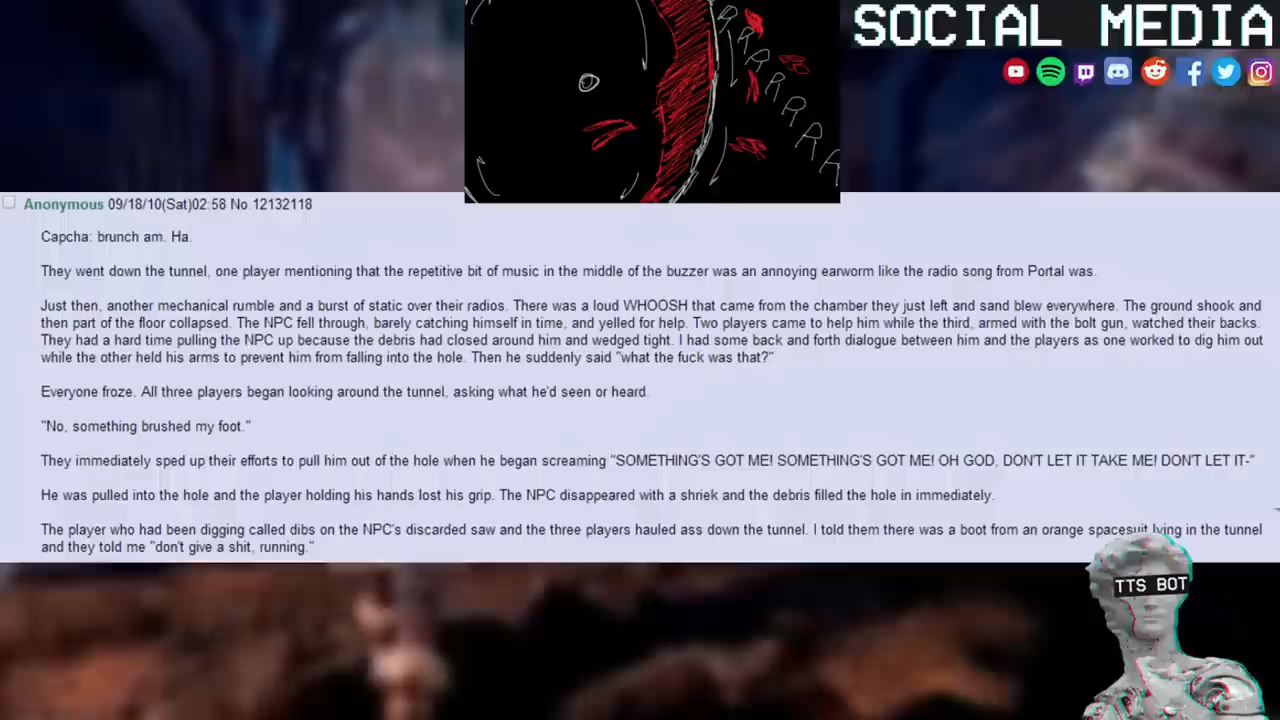 SOCIAL MEDIA
R R R R R R R R
Anonymous 09/18/10(Sat)02:58 No.12132118
Capcha: brunch am. Ha.
They went down the tunnel, one player mentioning that the repetitive bit of music in the middle of the buzzer was an annoying earworm like the radio song from Portal was.
Just then, another mechanical rumble and a burst of static over their radios. There was a loud WHOOSH that came from the chamber they just left and sand blew everywhere. The ground shook and
then part of the floor collapsed. The NPC fell through, barely catching himself in time, and yelled for help. Two players came to help him while the third, armed with the bolt gun, watched their backs.
They had a hard time pulling the NPC up because the debris had closed around him and wedged tight. I had some back and forth dialogue between him and the players as one worked to dig him out
while the other held his arms to prevent him from falling into the hole. Then he suddenly said "what the fuck was that?"
Everyone froze. All three players began looking around the tunnel, asking what he'd seen or heard.
"No, something brushed my foot."
They immediately sped up their efforts to pull him out of the hole when he began screaming "SOMETHING'S GOT ME! SOMETHING'S GOT ME! OH GOD, DON'T LET IT TAKE ME! DON'T LET IT-"
He was pulled into the hole and the player holding his hands lost his grip. The NPC disappeared with a shriek and the debris filled the hole in immediately.
The player who had been digging called dibs on the NPC's discarded saw and the three players hauled ass down the tunnel. I told them there was a boot from an orange spacesuit lying in the tunnel
and they told me "don't give a shit, running."
TTS BOT